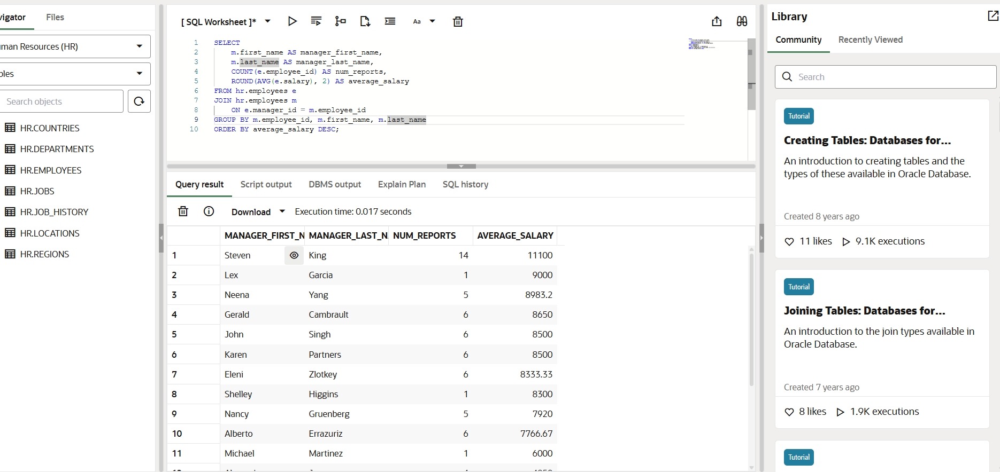 vigator Files
man Resources (HR)
bles
Search objects
HR.COUNTRIES
HR.DEPARTMENTS
HR.EMPLOYEES
HR.JOBS
HR.JOB_HISTORY
HR.LOCATIONS
HR.REGIONS
[ SQL Worksheet ]* Aa
1 SELECT
2 m.first_name AS manager_first_name,
3 m.last_name AS manager_last_name,
4 COUNT(e.employee_id) AS num_reports,
5 ROUND(AVG(e.salary), 2) AS average_salary
6 FROM hr.employees e
7 JOIN hr.employees m
8 ON e.manager_id = m.employee_id
9 GROUP BY m.employee_id, m.first_name, m.last_name
10 ORDER BY average_salary DESC;
Query result Script output DBMS output Explain Plan SQL history
Download Execution time: 0.017 seconds
MANAGER_FIRST_N MANAGER_LAST_N NUM_REPORTS AVERAGE_SALARY
1 Steven King 14 11100
2 Lex Garcia 1 9000
3 Neena Yang 5 8983.2
4 Gerald Cambrault 6 8650
5 John Singh 6 8500
6 Karen Partners 6 8500
7 Eleni Zlotkey 6 8333.33
8 Shelley Higgins 1 8300
9 Nancy Gruenberg 5 7920
10 Alberto Errazuriz 6 7766.67
11 Michael Martinez 1 6000
Library
Community Recently Viewed
Search
Tutorial
Creating Tables: Databases for...
An introduction to creating tables and the
types of these available in Oracle Database.
Created 8 years ago
11 likes 9.1K executions
Tutorial
Joining Tables: Databases for...
An introduction to the join types available in
Oracle Database.
Created 7 years ago
8 likes 1.9K executions
Tutorial